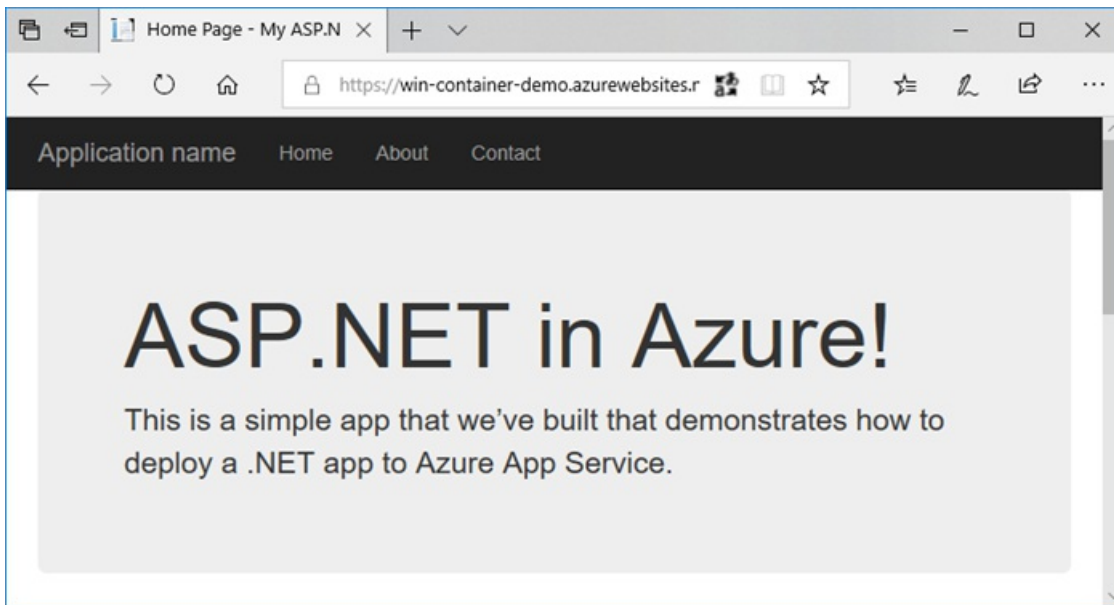 Home Page - My ASP.N
https://win-container-demo.azurewebsites.r
Application name Home About Contact
ASP.NET in Azure!
This is a simple app that we’ve built that demonstrates how to
deploy a .NET app to Azure App Service.